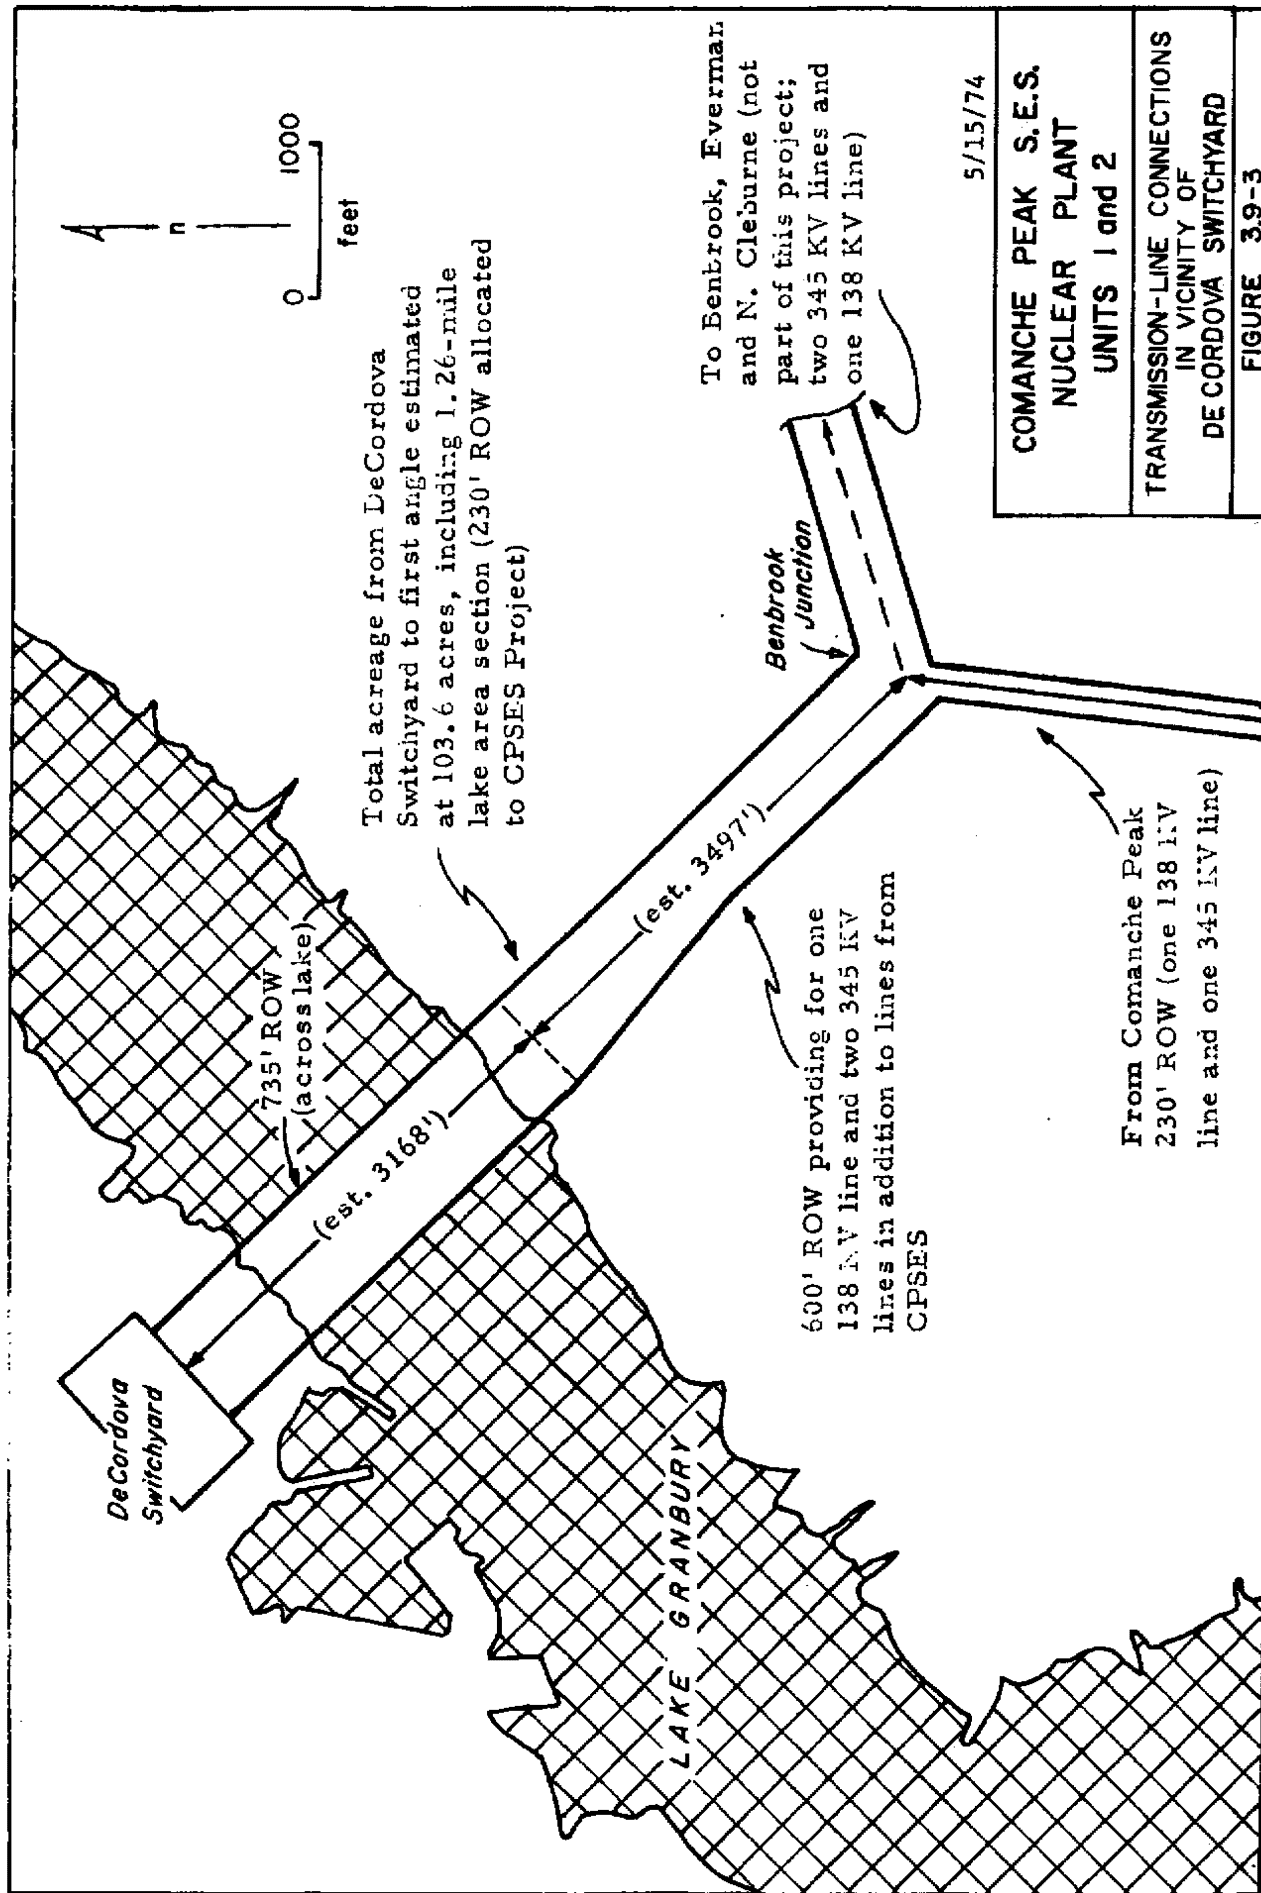 n
0 1000
feet
DeCordova
Switchyard
735' ROW
(across lake)
(est. 3168')
Total acreage from DeCordova
Switchyard to first angle estimated
at 103.6 acres, including 1.26-mile
lake area section (230' ROW allocated
to CPSES Project)
To Benbrook, Everman
and N. Cleburne (not
part of this project;
two 345 KV lines and
one 138 KV line)
(est. 3497')
Benbrook
Junction
LAKE GRANBURY
600' ROW providing for one
138 KV line and two 345 KV
lines in addition to lines from
CPSES
From Comanche Peak
230' ROW (one 138 KV
line and one 345 KV line)
5/15/74
COMANCHE PEAK S.E.S.
NUCLEAR PLANT
UNITS 1 and 2
TRANSMISSION-LINE CONNECTIONS
IN VICINITY OF
DE CORDOVA SWITCHYARD
FIGURE 3.9-3